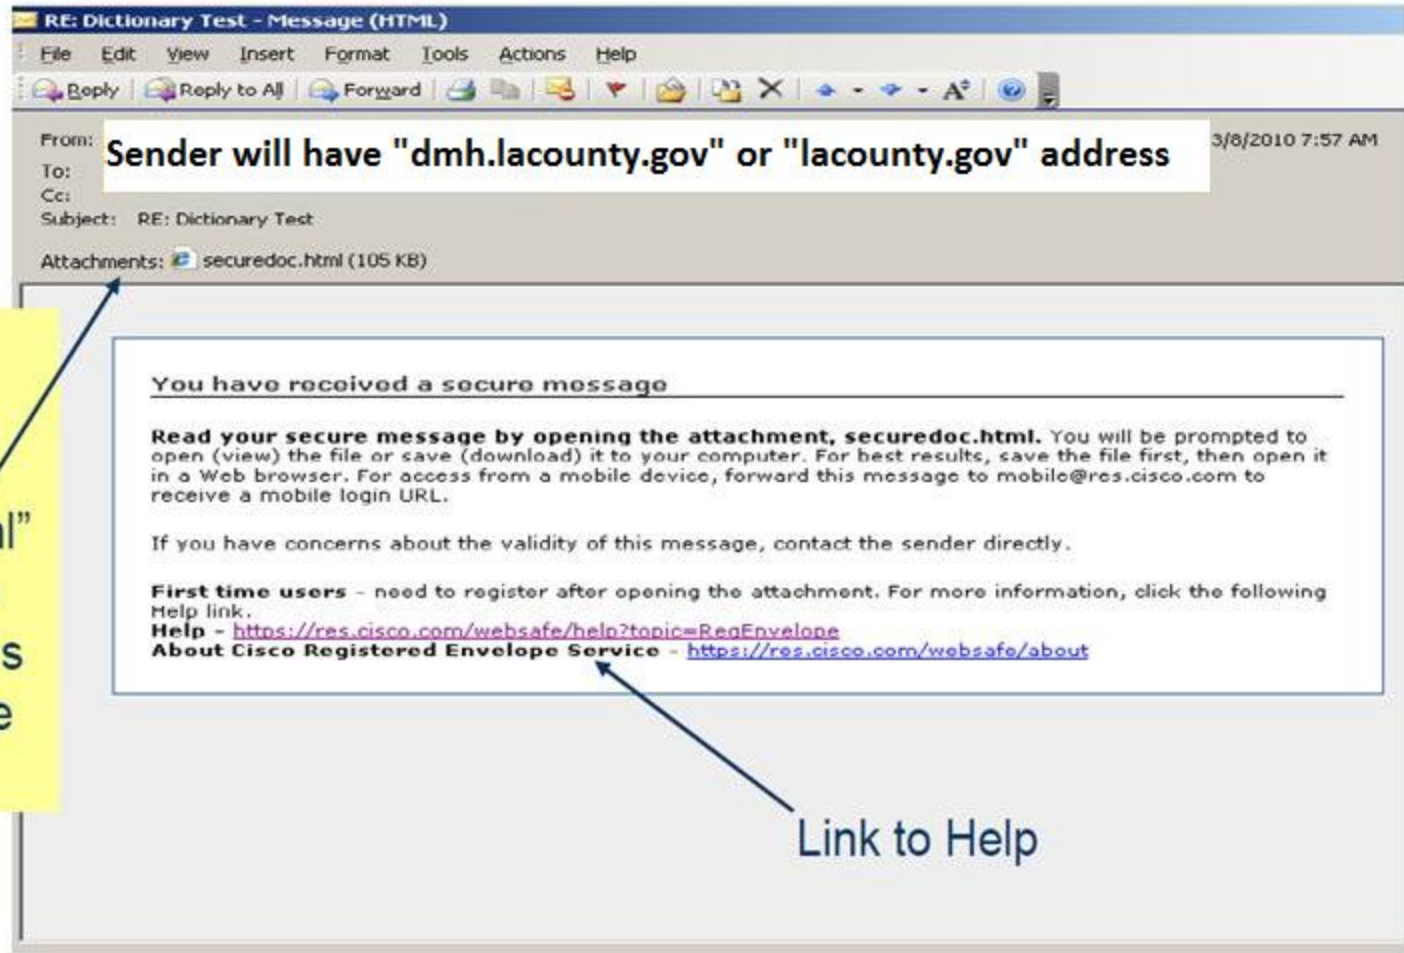 RE: Dictionary Test - Message (HTML)
File Edit View Insert Format Tools Actions Help
Reply Reply to All Forward
From: Sender will have "dmh.lacounty.gov" or "lacounty.gov" address 3/8/2010 7:57 AM
To:
Cc:
Subject: RE: Dictionary Test
Attachments: securedoc.html (105 KB)
You have received a secure message
Read your secure message by opening the attachment, securedoc.html. You will be prompted to
open (view) the file or save (download) it to your computer. For best results, save the file first, then open it
in a Web browser. For access from a mobile device, forward this message to mobile@res.cisco.com to
receive a mobile login URL.
If you have concerns about the validity of this message, contact the sender directly.
First time users - need to register after opening the attachment. For more information, click the following
Help link.
Help - https://res.cisco.com/websafe/help?topic=RegEnvelope
About Cisco Registered Envelope Service - https://res.cisco.com/websafe/about
Link to Help